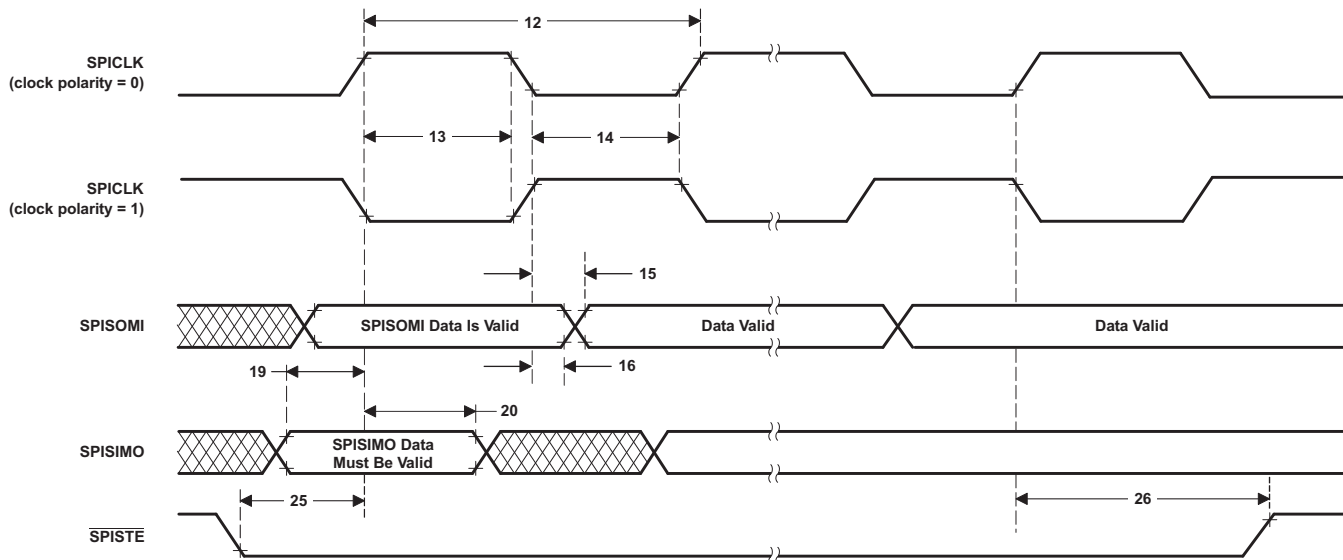 12
SPICLK
(clock polarity = 0)
13
14
SPICLK
(clock polarity = 1)
15
SPISOMI
SPISOMI Data Is Valid
Data Valid
Data Valid
19
16
20
SPISIMO
SPISIMO Data
Must Be Valid
25
26
SPISTE